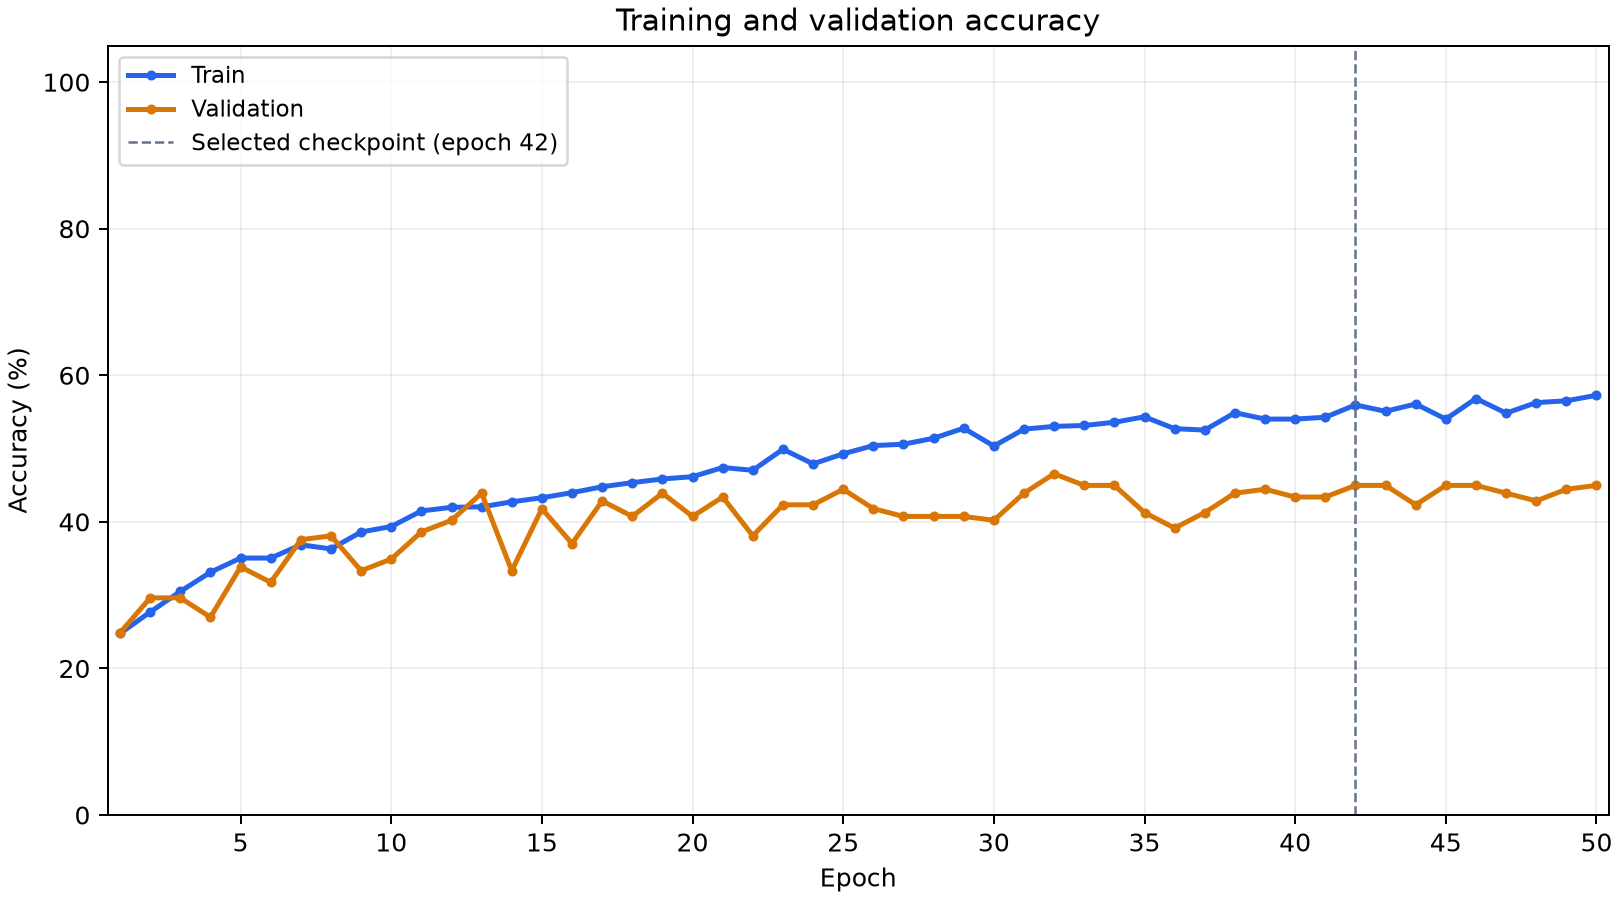 Training and validation accuracy
Train
Validation
Selected checkpoint (epoch 42)
100
80
60
40
20
0
Accuracy (%)
5 10 15 20 25 30 35 40 45 50
Epoch